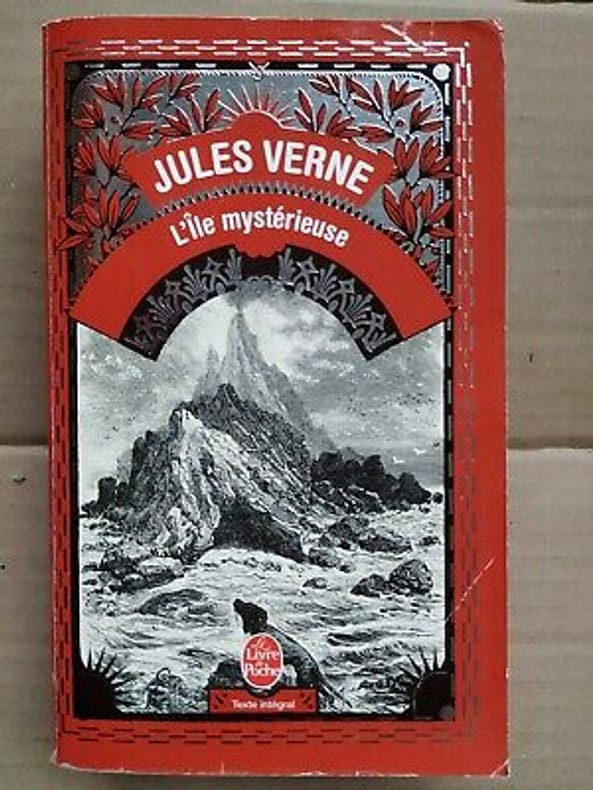 JULES VERNE
L'Île mystérieuse
Le
Livre
de
Poche
Texte intégral